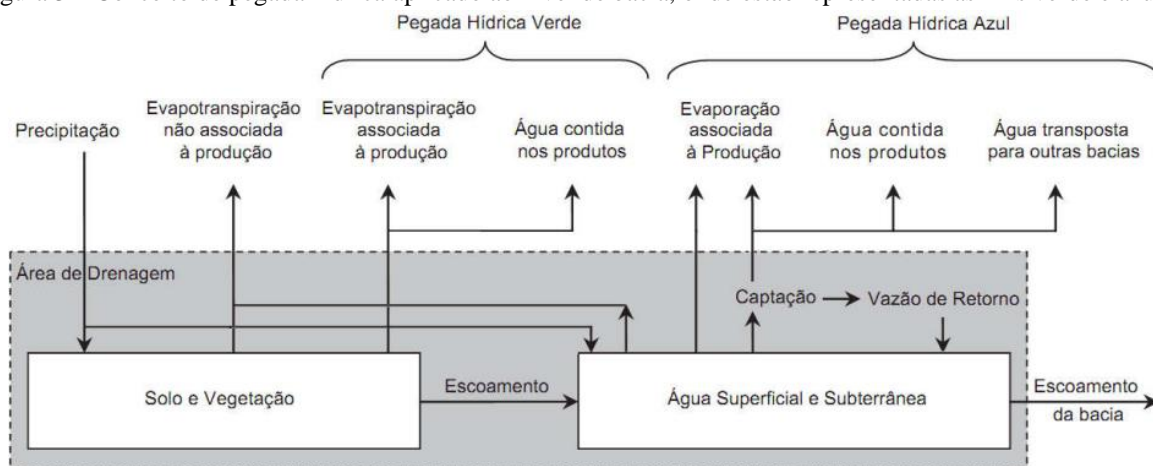 Pegada Hídrica Verde
Pegada Hídrica Azul
Precipitação
Evapotranspiração
não associada
à produção
Evapotranspiração
associada
à produção
Água contida
nos produtos
Evaporação
associada
à Produção
Água contida
nos produtos
Água transposta
para outras bacias
Área de Drenagem
Captação
Vazão de Retorno
Solo e Vegetação
Escoamento
Água Superficial e Subterrânea
Escoamento
da bacia